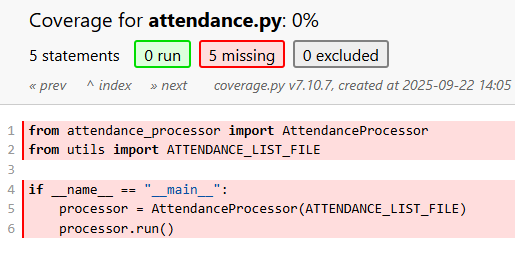 Coverage for attendance.py: 0%
5 statements 0 run 5 missing 0 excluded
« prev ^ index » next coverage.py v7.10.7, created at 2025-09-22 14:05
1 from attendance_processor import AttendanceProcessor
2 from utils import ATTENDANCE_LIST_FILE
3
4 if __name__ == "__main__":
5     processor = AttendanceProcessor(ATTENDANCE_LIST_FILE)
6     processor.run()